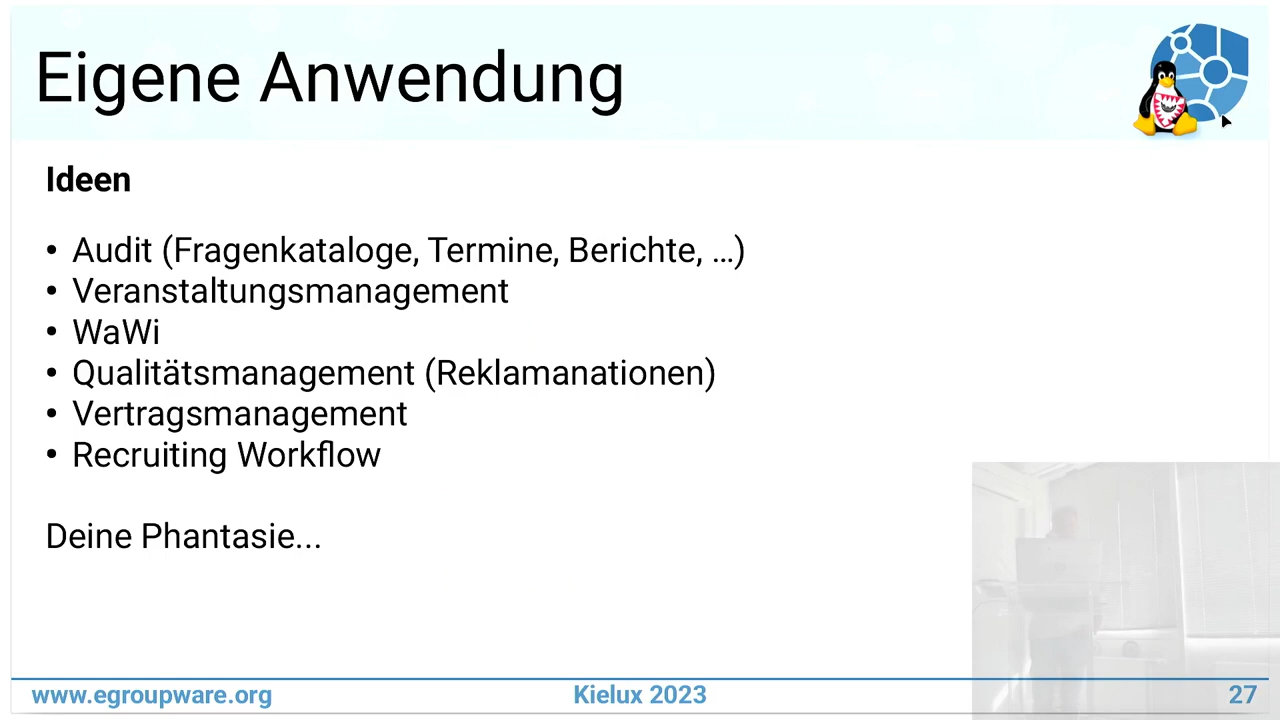 Eigene Anwendung
Ideen
• Audit (Fragenkataloge, Termine, Berichte, ...)
• Veranstaltungsmanagement
• WaWi
• Qualitätsmanagement (Reklamanationen)
• Vertragsmanagement
• Recruiting Workflow
Deine Phantasie...
www.egroupware.org
Kielux 2023
27